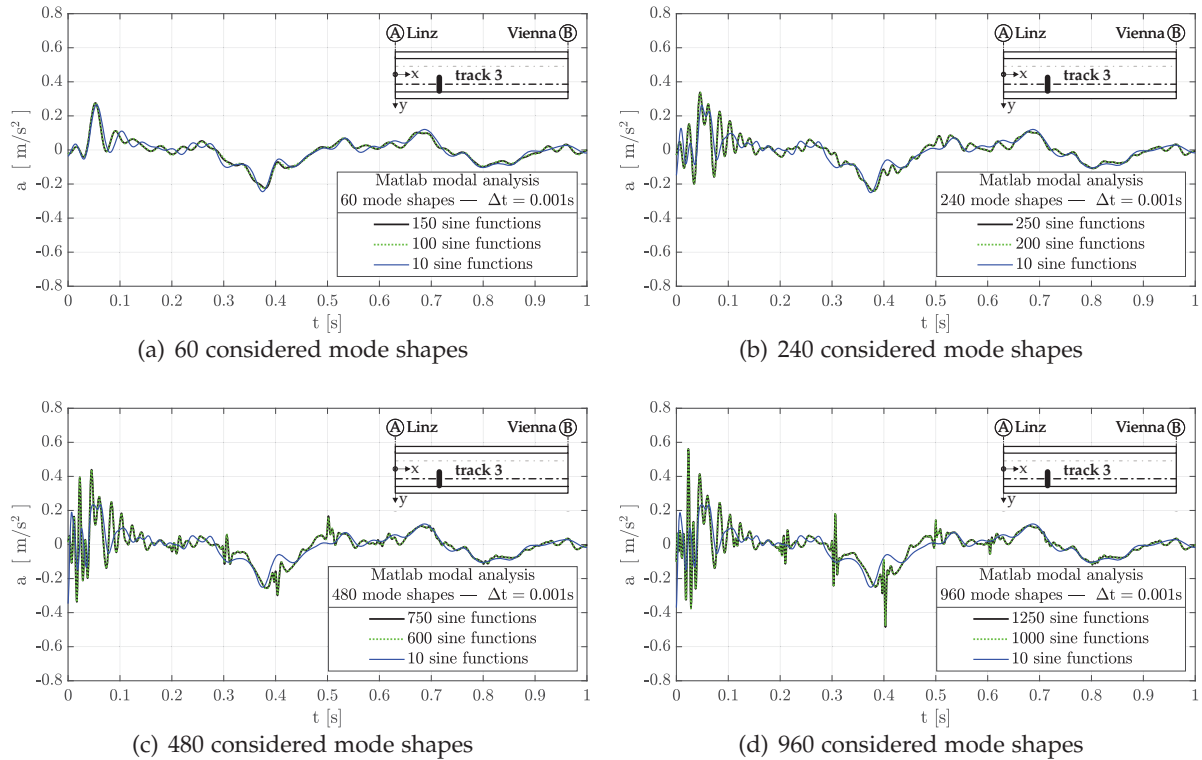 0.8
0.6
0.4
0.2
0
-0.2
-0.4
-0.6
-0.8
a [ m/s² ]
A Linz Vienna B
x
track 3
y
Matlab modal analysis
60 mode shapes — Δt = 0.001s
150 sine functions
100 sine functions
10 sine functions
0 0.1 0.2 0.3 0.4 0.5 0.6 0.7 0.8 0.9 1
t [s]
(a) 60 considered mode shapes
0.8
0.6
0.4
0.2
0
-0.2
-0.4
-0.6
-0.8
a [ m/s² ]
A Linz Vienna B
x
track 3
y
Matlab modal analysis
240 mode shapes — Δt = 0.001s
250 sine functions
200 sine functions
10 sine functions
0 0.1 0.2 0.3 0.4 0.5 0.6 0.7 0.8 0.9 1
t [s]
(b) 240 considered mode shapes
0.8
0.6
0.4
0.2
0
-0.2
-0.4
-0.6
-0.8
a [ m/s² ]
A Linz Vienna B
x
track 3
y
Matlab modal analysis
480 mode shapes — Δt = 0.001s
750 sine functions
600 sine functions
10 sine functions
0 0.1 0.2 0.3 0.4 0.5 0.6 0.7 0.8 0.9 1
t [s]
(c) 480 considered mode shapes
0.8
0.6
0.4
0.2
0
-0.2
-0.4
-0.6
-0.8
a [ m/s² ]
A Linz Vienna B
x
track 3
y
Matlab modal analysis
960 mode shapes — Δt = 0.001s
1250 sine functions
1000 sine functions
10 sine functions
0 0.1 0.2 0.3 0.4 0.5 0.6 0.7 0.8 0.9 1
t [s]
(d) 960 considered mode shapes